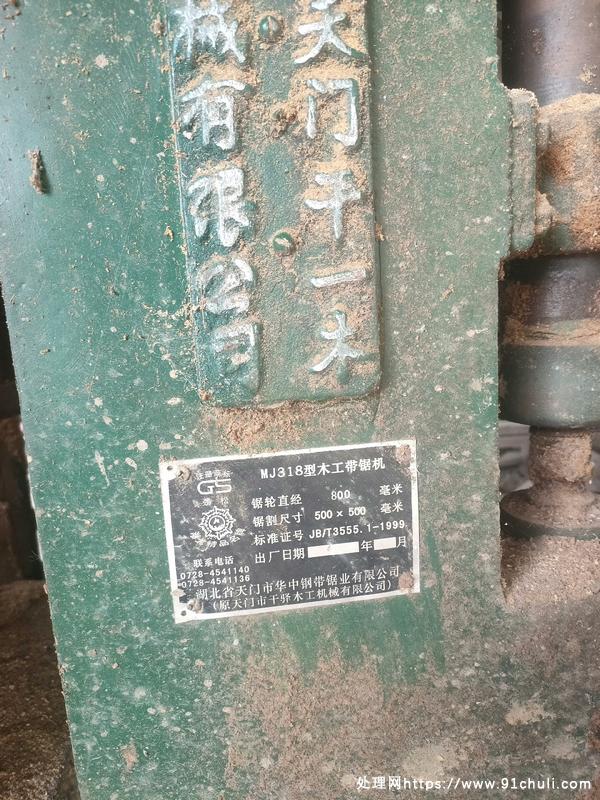 天门干一木
械有限公司
MJ318型木工带锯机
GS
锯轮直经 800 毫米
锯割尺寸 500×500 毫米
标准证号 JB/T3555.1-1999
出厂日期 年 月
联系电话
0728-4541140
0728-4541136
湖北省天门市华中钢带锯业有限公司
(原天门市干驿木工机械有限公司)
处理网https://www.91chuli.com